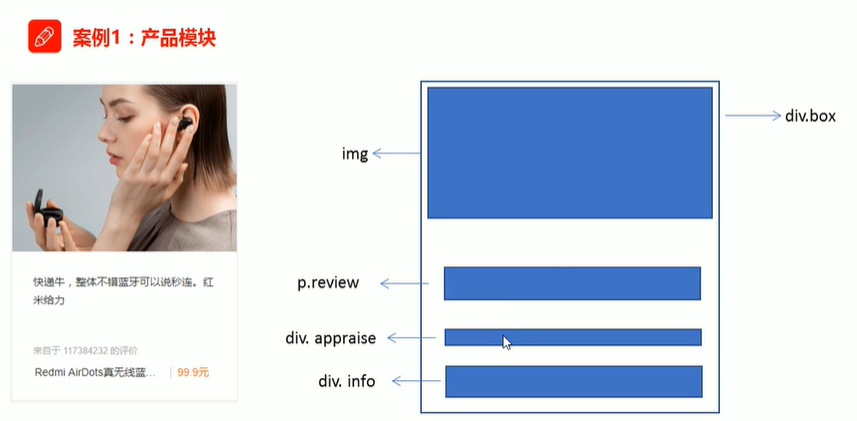 案例1：产品模块
div.box
img
快递牛，整体不错蓝牙可以说秒连。红
米给力
p.review
div. appraise
来自于 117384232 的评价
Redmi AirDots真无线蓝... | 99.9元
div. info